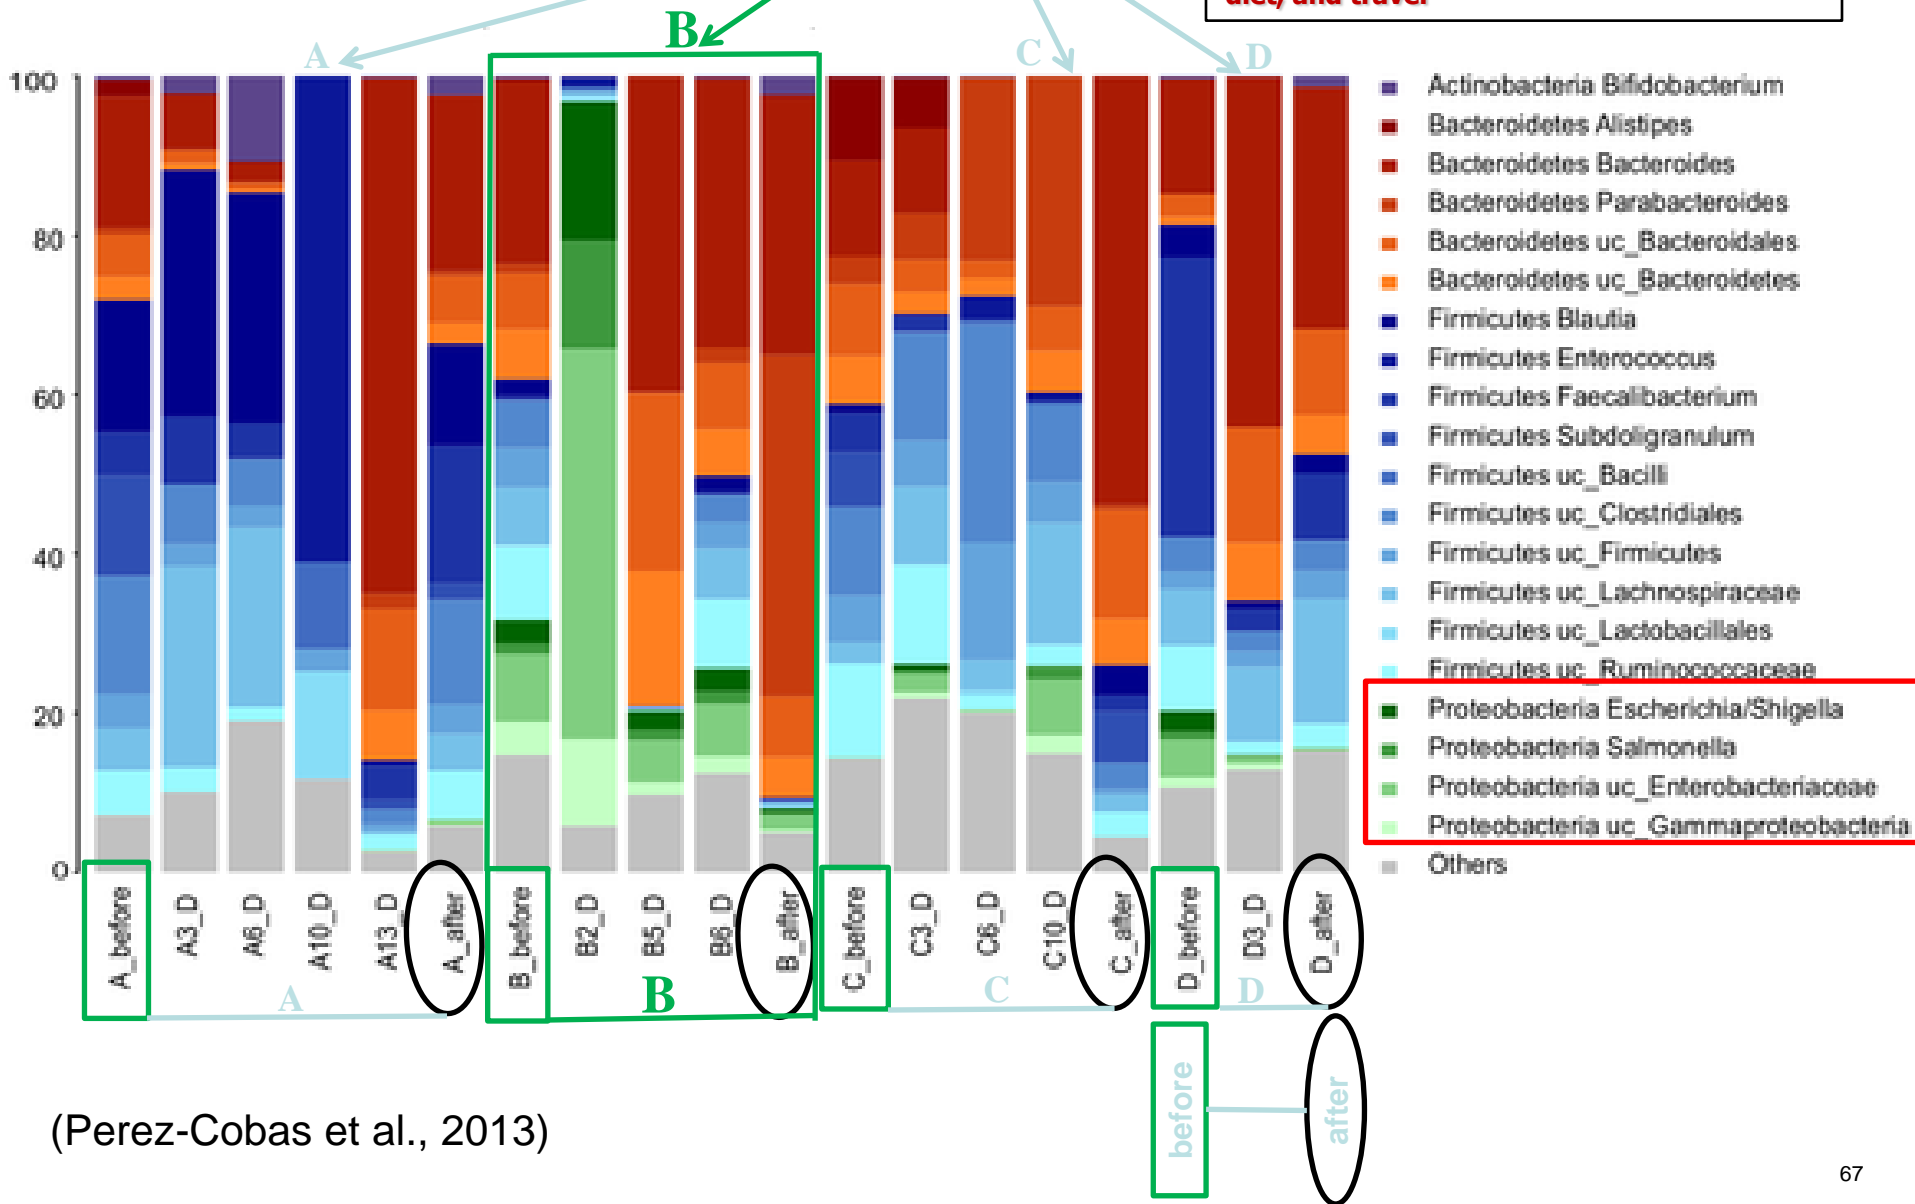 diet, and travel
A
B
C
D
100
80
60
40
20
0
Actinobacteria Bifidobacterium
Bacteroidetes Alistipes
Bacteroidetes Bacteroides
Bacteroidetes Parabacteroides
Bacteroidetes uc_Bacteroidales
Bacteroidetes uc_Bacteroidetes
Firmicutes Blautia
Firmicutes Enterococcus
Firmicutes Faecalibacterium
Firmicutes Subdoligranulum
Firmicutes uc_Bacilli
Firmicutes uc_Clostridiales
Firmicutes uc_Firmicutes
Firmicutes uc_Lachnospiraceae
Firmicutes uc_Lactobacillales
Firmicutes uc_Ruminococcaceae
Proteobacteria Escherichia/Shigella
Proteobacteria Salmonella
Proteobacteria uc_Enterobacteriaceae
Proteobacteria uc_Gammaproteobacteria
Others
A_before
A3_D
A6_D
A10_D
A13_D
A_after
B_before
B2_D
B5_D
B6_D
B_after
C_before
C3_D
C6_D
C10_D
C_after
D_before
D3_D
D_after
A
B
C
D
before
after
(Perez-Cobas et al., 2013)
67